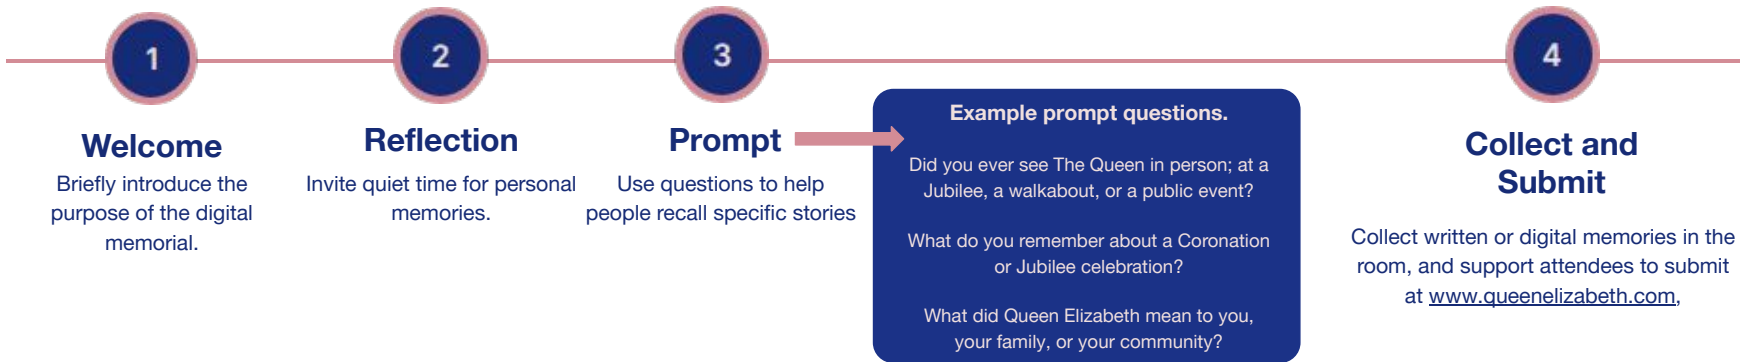 1
Welcome
Briefly introduce the
purpose of the digital
memorial.
2
Reflection
Invite quiet time for personal
memories.
3
Prompt
Use questions to help
people recall specific stories
Example prompt questions.
Did you ever see The Queen in person; at a
Jubilee, a walkabout, or a public event?
What do you remember about a Coronation
or Jubilee celebration?
What did Queen Elizabeth mean to you,
your family, or your community?
4
Collect and
Submit
Collect written or digital memories in the
room, and support attendees to submit
at www.queenelizabeth.com,